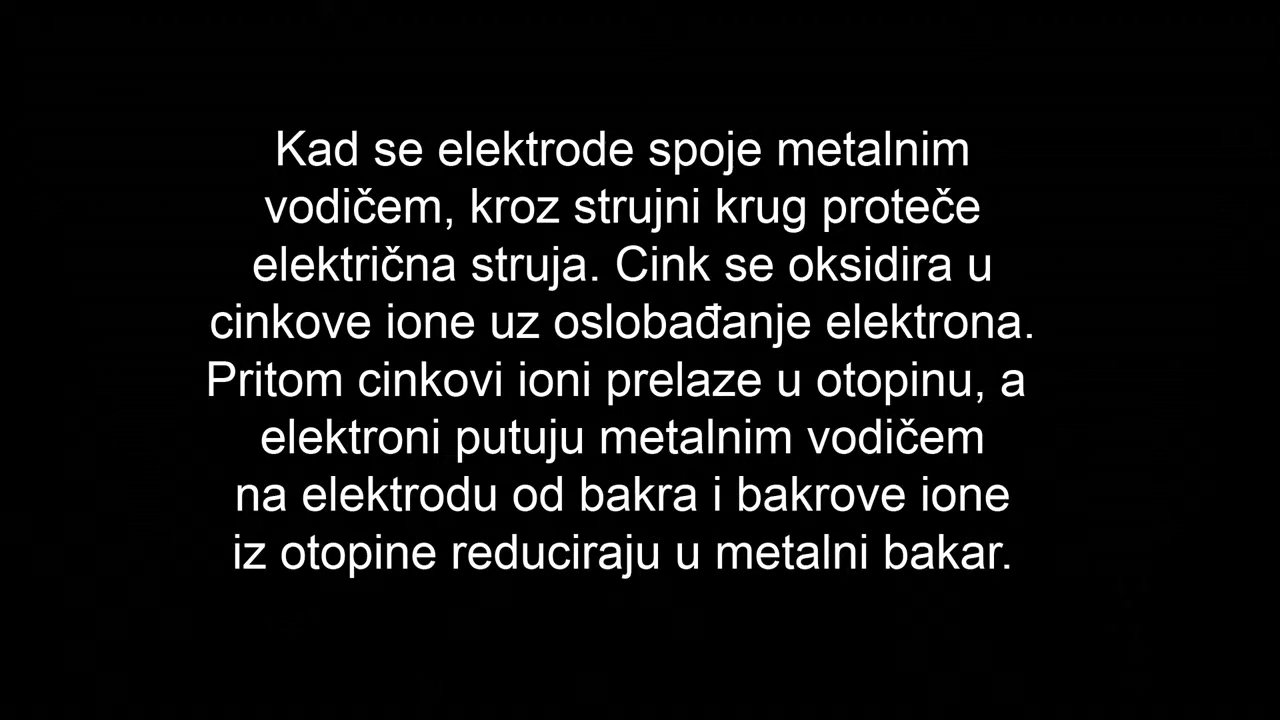 Kad se elektrode spoje metalnim
vodičem, kroz strujni krug proteče
električna struja. Cink se oksidira u
cinkove ione uz oslobađanje elektrona.
Pritom cinkovi ioni prelaze u otopinu, a
elektroni putuju metalnim vodičem
na elektrodu od bakra i bakrove ione
iz otopine reduciraju u metalni bakar.